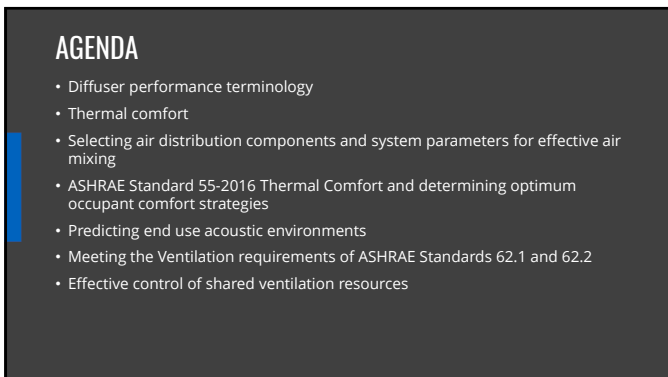 AGENDA
• Diffuser performance terminology
• Thermal comfort
• Selecting air distribution components and system parameters for effective air
mixing
• ASHRAE Standard 55-2016 Thermal Comfort and determining optimum
occupant comfort strategies
• Predicting end use acoustic environments
• Meeting the Ventilation requirements of ASHRAE Standards 62.1 and 62.2
• Effective control of shared ventilation resources